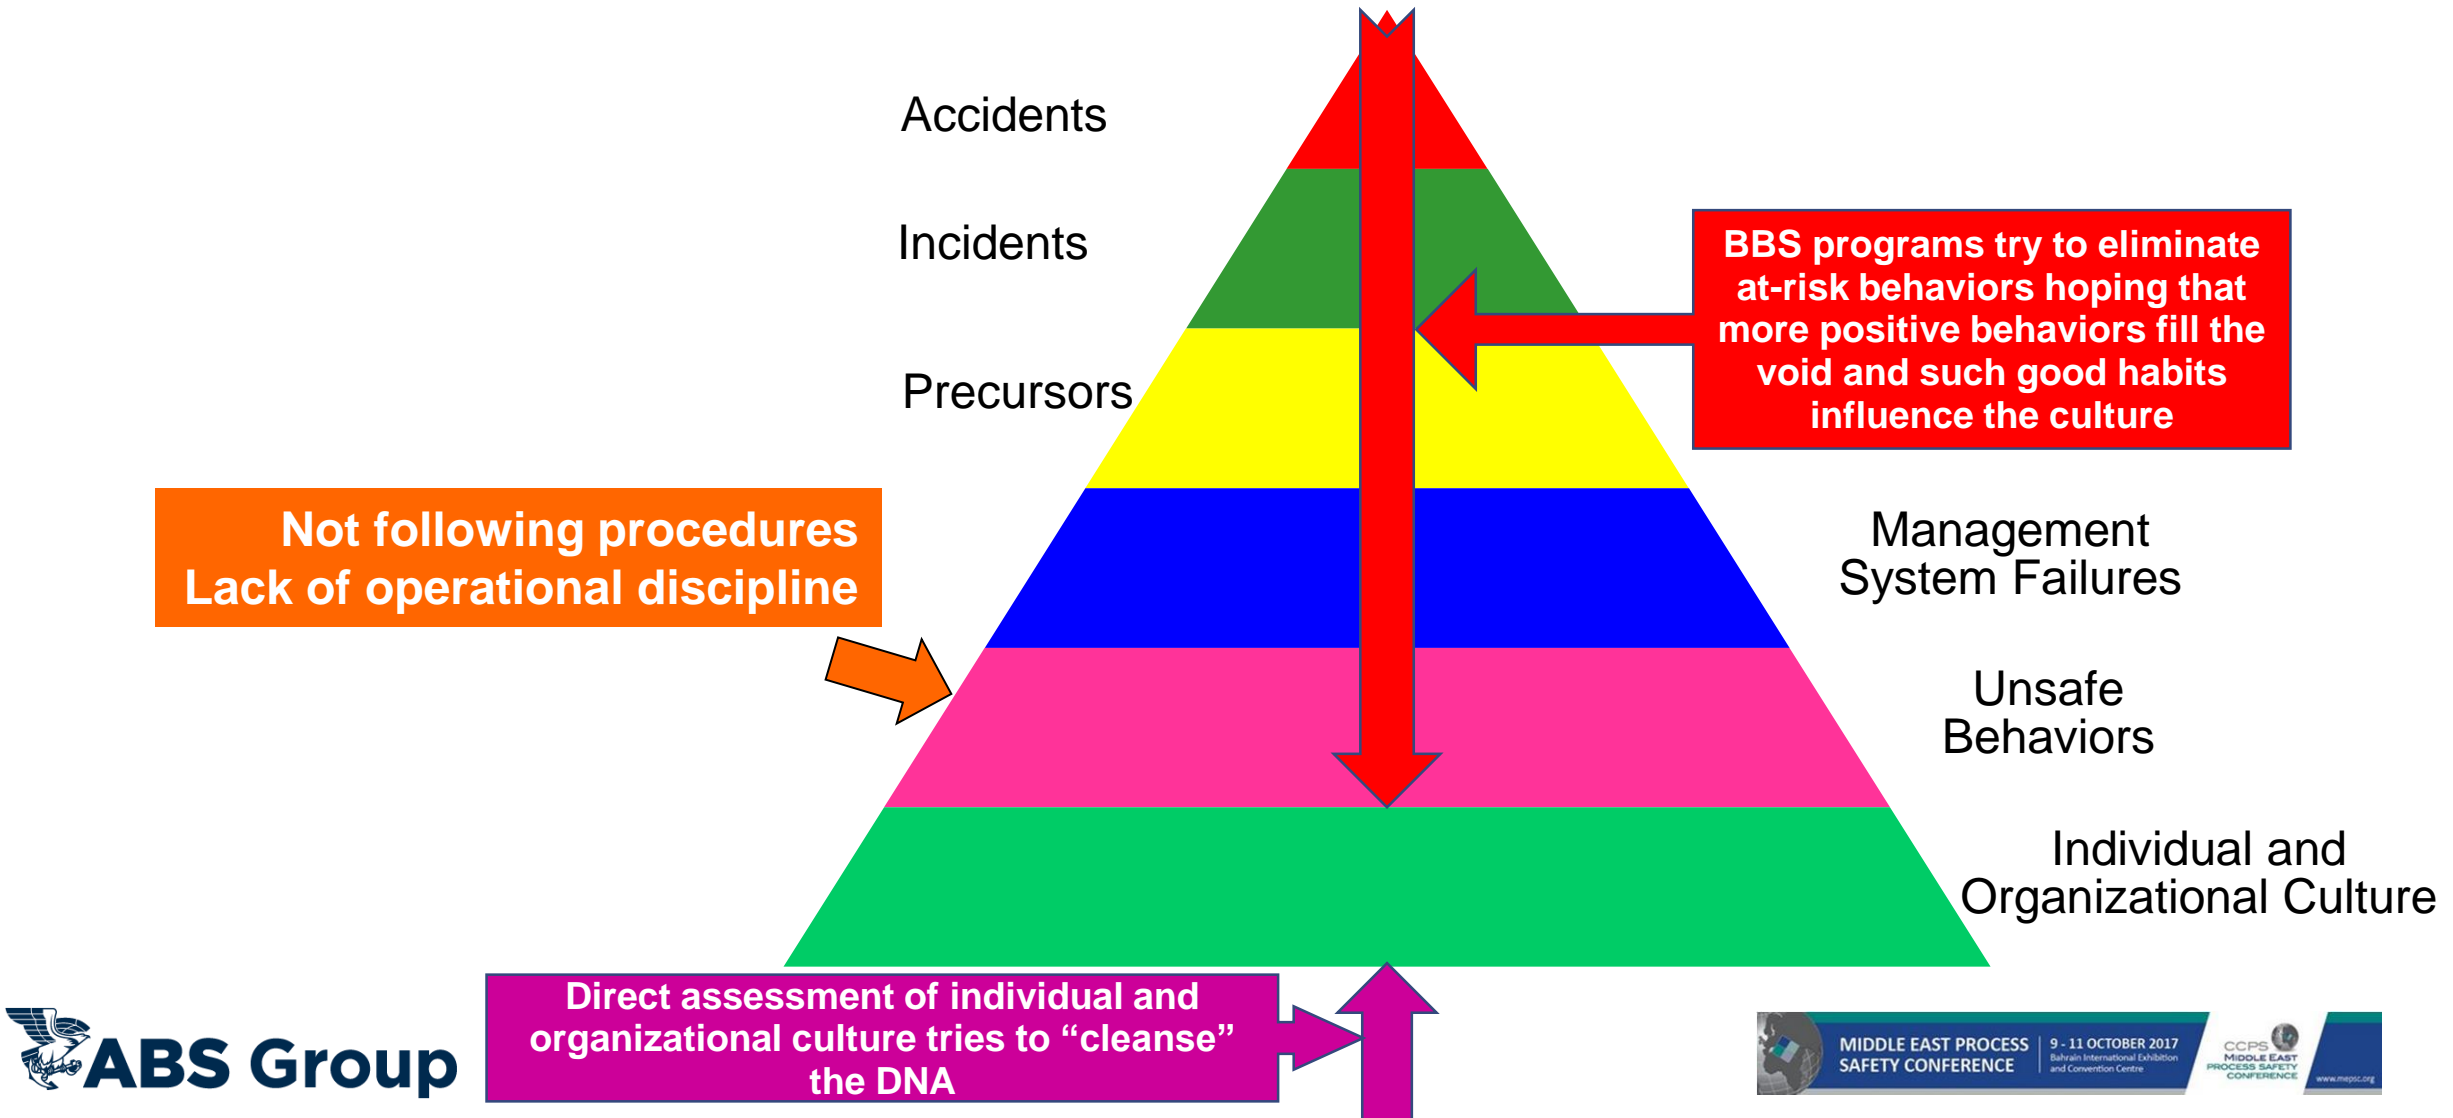 Accidents
Incidents
BBS programs try to eliminate
at-risk behaviors hoping that
more positive behaviors fill the
void and such good habits
influence the culture
Precursors
Not following procedures
Lack of operational discipline
Management
System Failures
Unsafe
Behaviors
Individual and
Organizational Culture
Direct assessment of individual and
organizational culture tries to “cleanse”
the DNA
ABS Group
MIDDLE EAST PROCESS
SAFETY CONFERENCE
9 - 11 OCTOBER 2017
Bahrain International Exhibition
and Convention Centre
CCPS
MIDDLE EAST
PROCESS SAFETY
CONFERENCE
www.mepsc.org